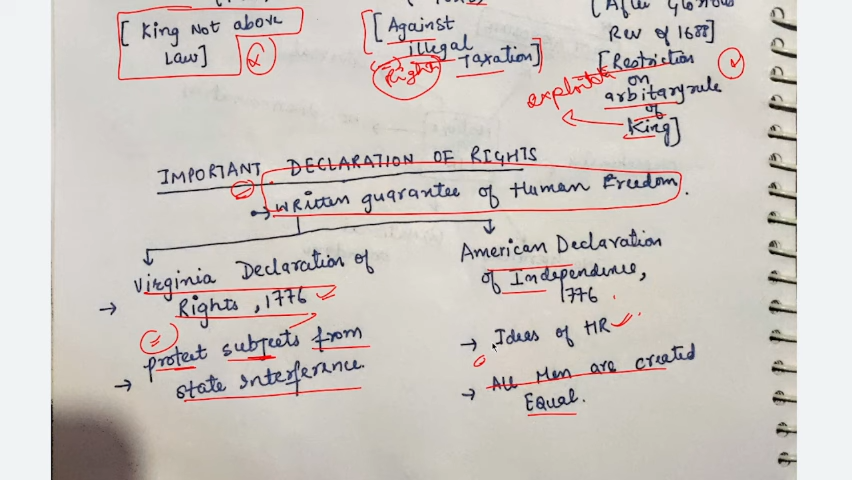 [After Glorious
[King Not above
Law]
[Against
illegal
Taxation]
Rights
Rev of 1688]
[Restriction
on
arbitrary rule
of
King]
IMPORTANT DECLARATION OF RIGHTS
→ written guarantee of Human Freedom.
Virginia Declaration of
→ Rights, 1776
protect subjects from
→ state interference.
American Declaration
of Independence,
1776
→ Ideas of HR
→ All Men are created
Equal.